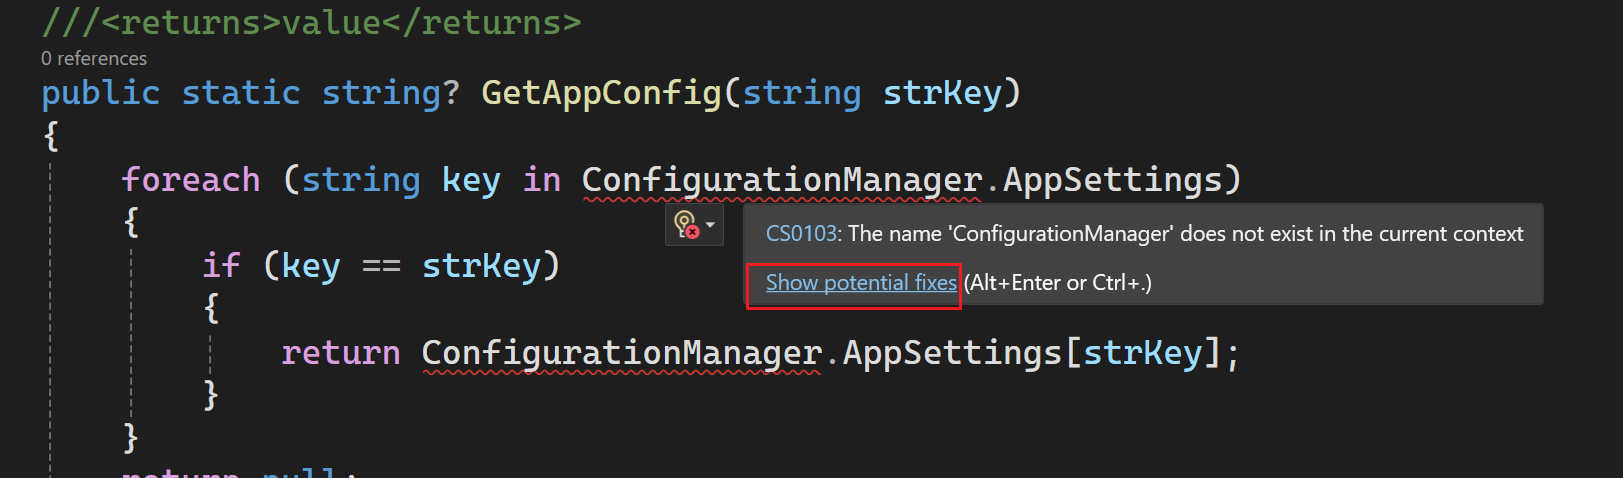 ///<returns>value</returns>
0 references
public static string? GetAppConfig(string strKey)
{
foreach (string key in ConfigurationManager.AppSettings)
{
CS0103: The name 'ConfigurationManager' does not exist in the current context
if (key == strKey)
Show potential fixes (Alt+Enter or Ctrl+.)
{
return ConfigurationManager.AppSettings[strKey];
}
}
return null;